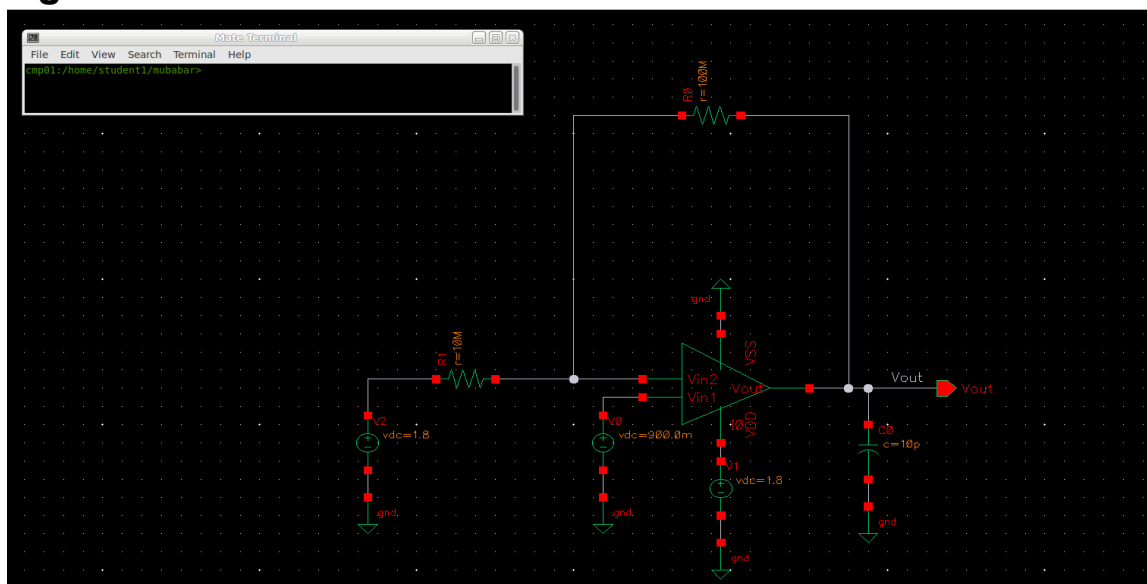 Mate Terminal
File Edit View Search Terminal Help
cmp01:/home/student1/mubabar>
R0
r=100M
gnd
R1
r=10M
VSS
Vin2
Vout
Vin1
Vout
Vout
V2
vdc=1.8
V0
vdc=900.0m
I0
VDD
C0
c=10p
V1
vdc=1.8
gnd
gnd
gnd
gnd